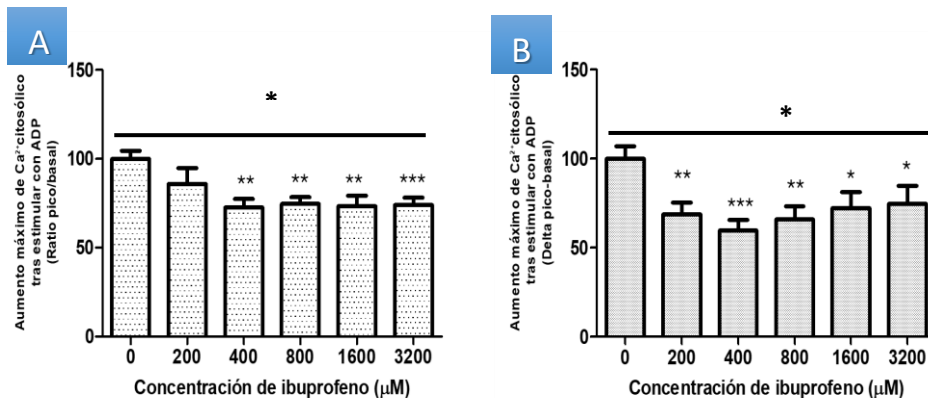 A
Aumento máximo de Ca²⁺citosólico
tras estimular con ADP
(Ratio pico/basal)
150
100
50
0
*
** ** ** ***
0 200 400 800 1600 3200
Concentración de ibuprofeno (µM)
B
Aumento máximo de Ca²⁺citosólico
tras estimular con ADP
(Delta pico-basal)
150
100
50
0
*
** *** ** * *
0 200 400 800 1600 3200
Concentración de ibuprofeno (µM)